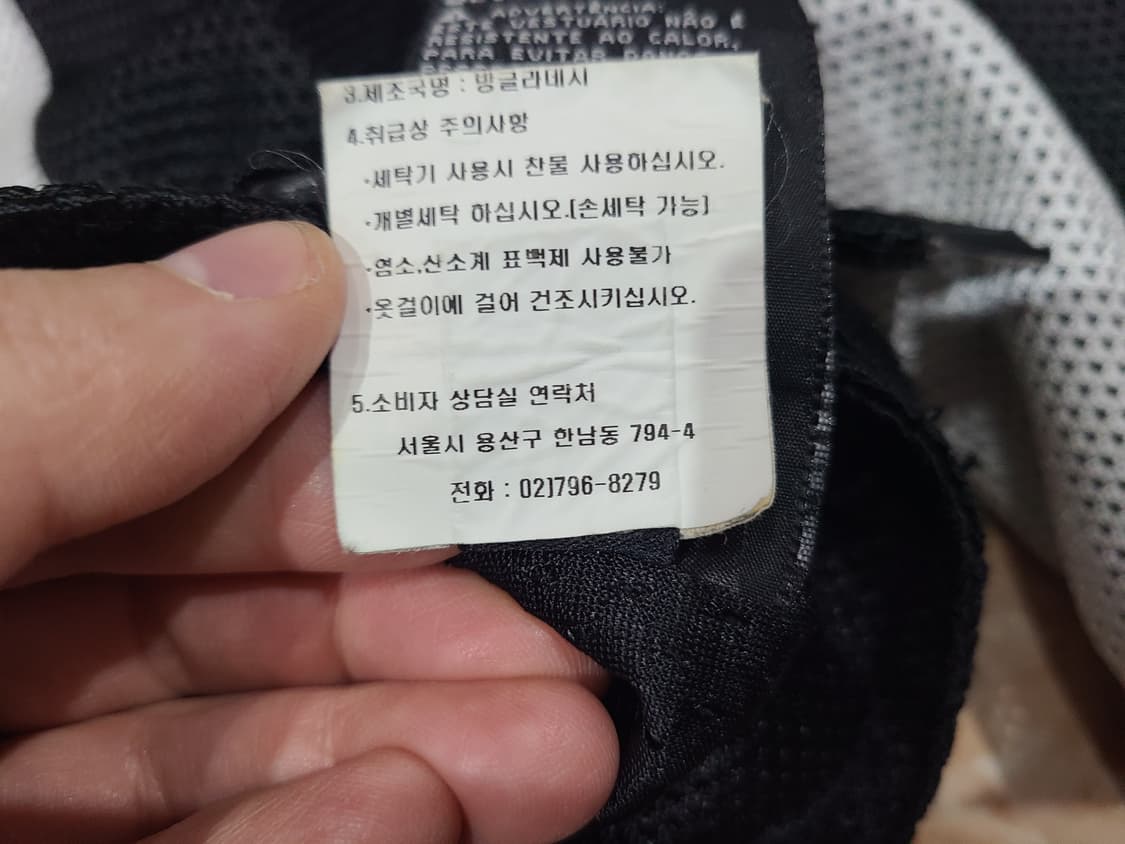 ADVERTÊNCIA:
ESTE VESTUÁRIO NÃO É
RESISTENTE AO CALOR,
PARA EVITAR
3.제조국명 : 방글라데시
4.취급상 주의사항
·세탁기 사용시 찬물 사용하십시오.
·개별세탁 하십시오.[손세탁 가능]
·염소,산소계 표백제 사용불가
·옷걸이에 걸어 건조시키십시오.
5.소비자 상담실 연락처
서울시 용산구 한남동 794-4
전화 : 02)796-8279